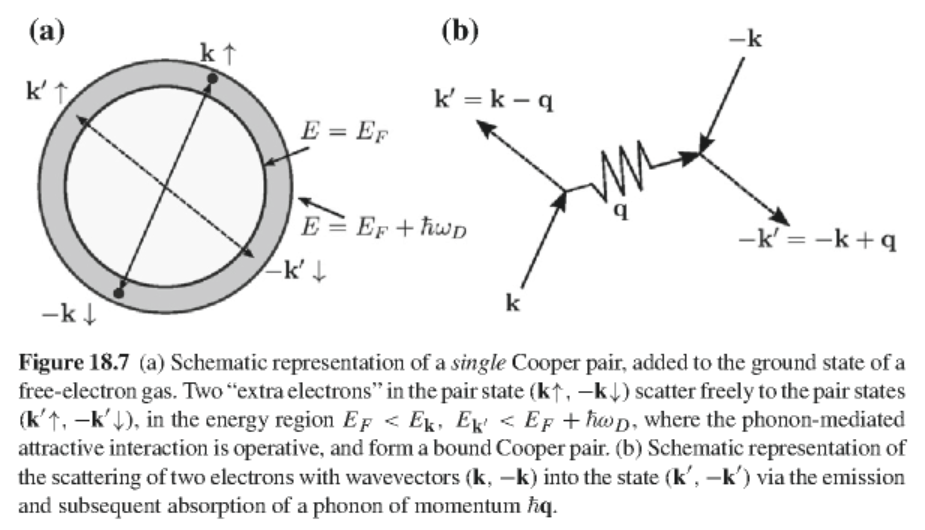 (a)
k ↑
k′ ↑
E = E_F
E = E_F + ħω_D
−k′ ↓
−k ↓
(b)
−k
k′ = k − q
q
−k′ = −k + q
k
Figure 18.7 (a) Schematic representation of a single Cooper pair, added to the ground state of a
free-electron gas. Two “extra electrons” in the pair state (k↑, −k↓) scatter freely to the pair states
(k′↑, −k′↓), in the energy region E_F < E_k, E_k′ < E_F + ħω_D, where the phonon-mediated
attractive interaction is operative, and form a bound Cooper pair. (b) Schematic representation of
the scattering of two electrons with wavevectors (k, −k) into the state (k′, −k′) via the emission
and subsequent absorption of a phonon of momentum ħq.